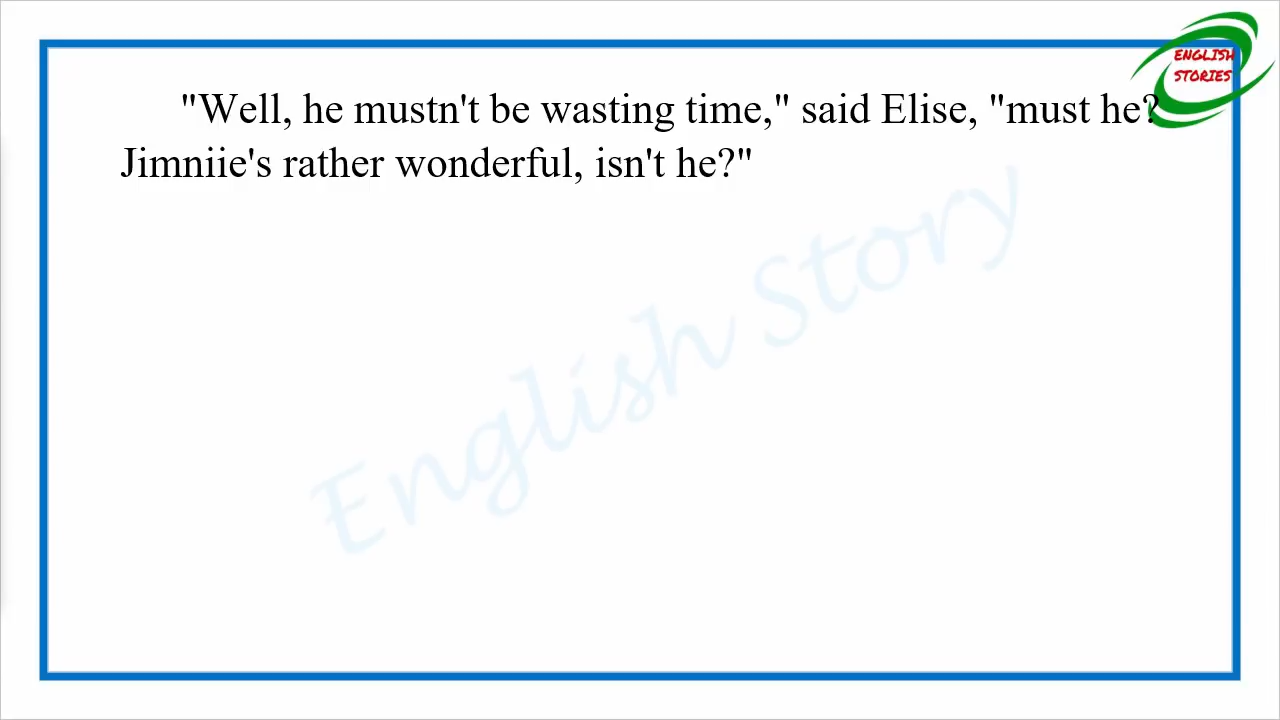 ENGLISH
STORIES
"Well, he mustn't be wasting time," said Elise, "must he?
Jimniie's rather wonderful, isn't he?"
English Story